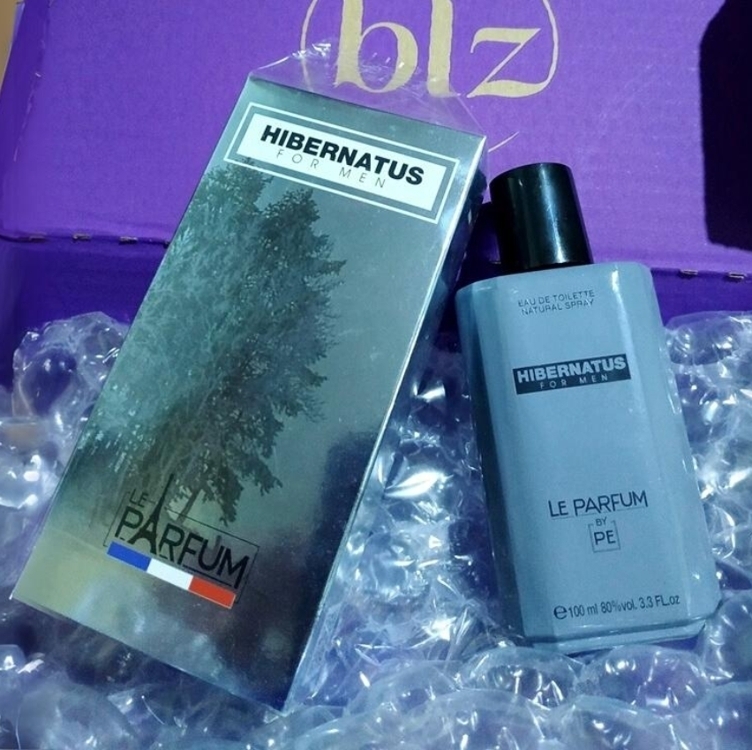 blz
HIBERNATUS
FOR MEN
LE
PARFUM
EAU DE TOILETTE
NATURAL SPRAY
HIBERNATUS
FOR MEN
LE PARFUM
BY
PE
℮100 ml 80%vol. 3.3 FL.oz